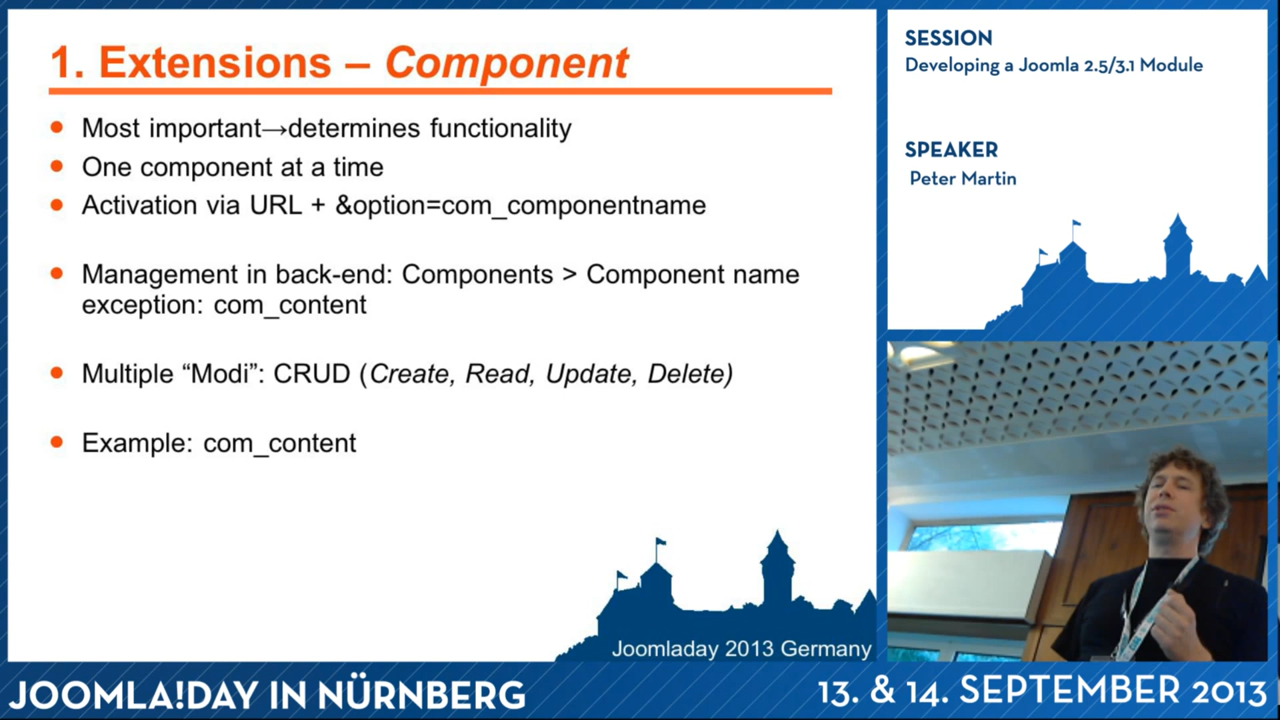 1. Extensions – Component
Most important→determines functionality
One component at a time
Activation via URL + &option=com_componentname
Management in back-end: Components > Component name
exception: com_content
Multiple “Modi”: CRUD (Create, Read, Update, Delete)
Example: com_content
Joomladay 2013 Germany
SESSION
Developing a Joomla 2.5/3.1 Module
SPEAKER
Peter Martin
JOOMLA!DAY IN NÜRNBERG
13. & 14. SEPTEMBER 2013